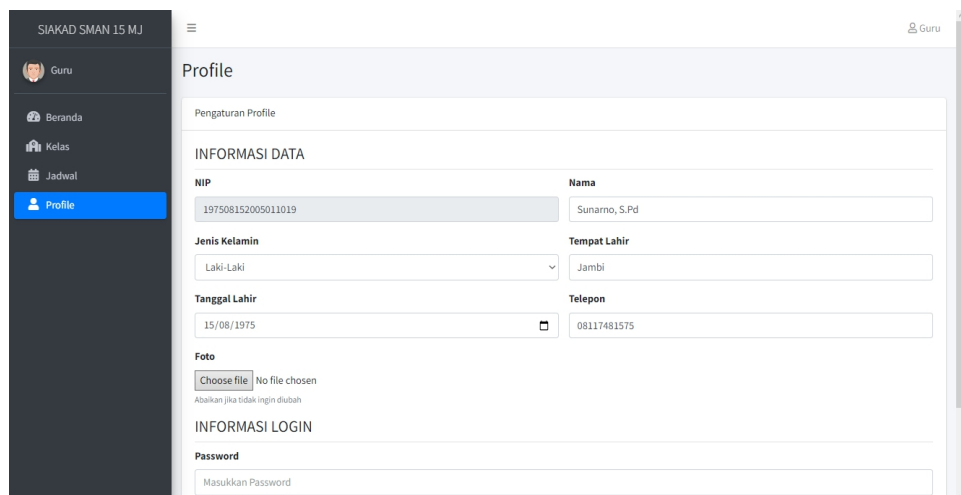 SIAKAD SMAN 15 MJ
Guru
Guru
Beranda
Kelas
Jadwal
Profile
Profile
Pengaturan Profile
INFORMASI DATA
NIP
Nama
197508152005011019
Sunarno, S.Pd
Jenis Kelamin
Tempat Lahir
Laki-Laki
Jambi
Tanggal Lahir
Telepon
15/08/1975
08117481575
Foto
Choose file No file chosen
Abaikan jika tidak ingin diubah
INFORMASI LOGIN
Password
Masukkan Password